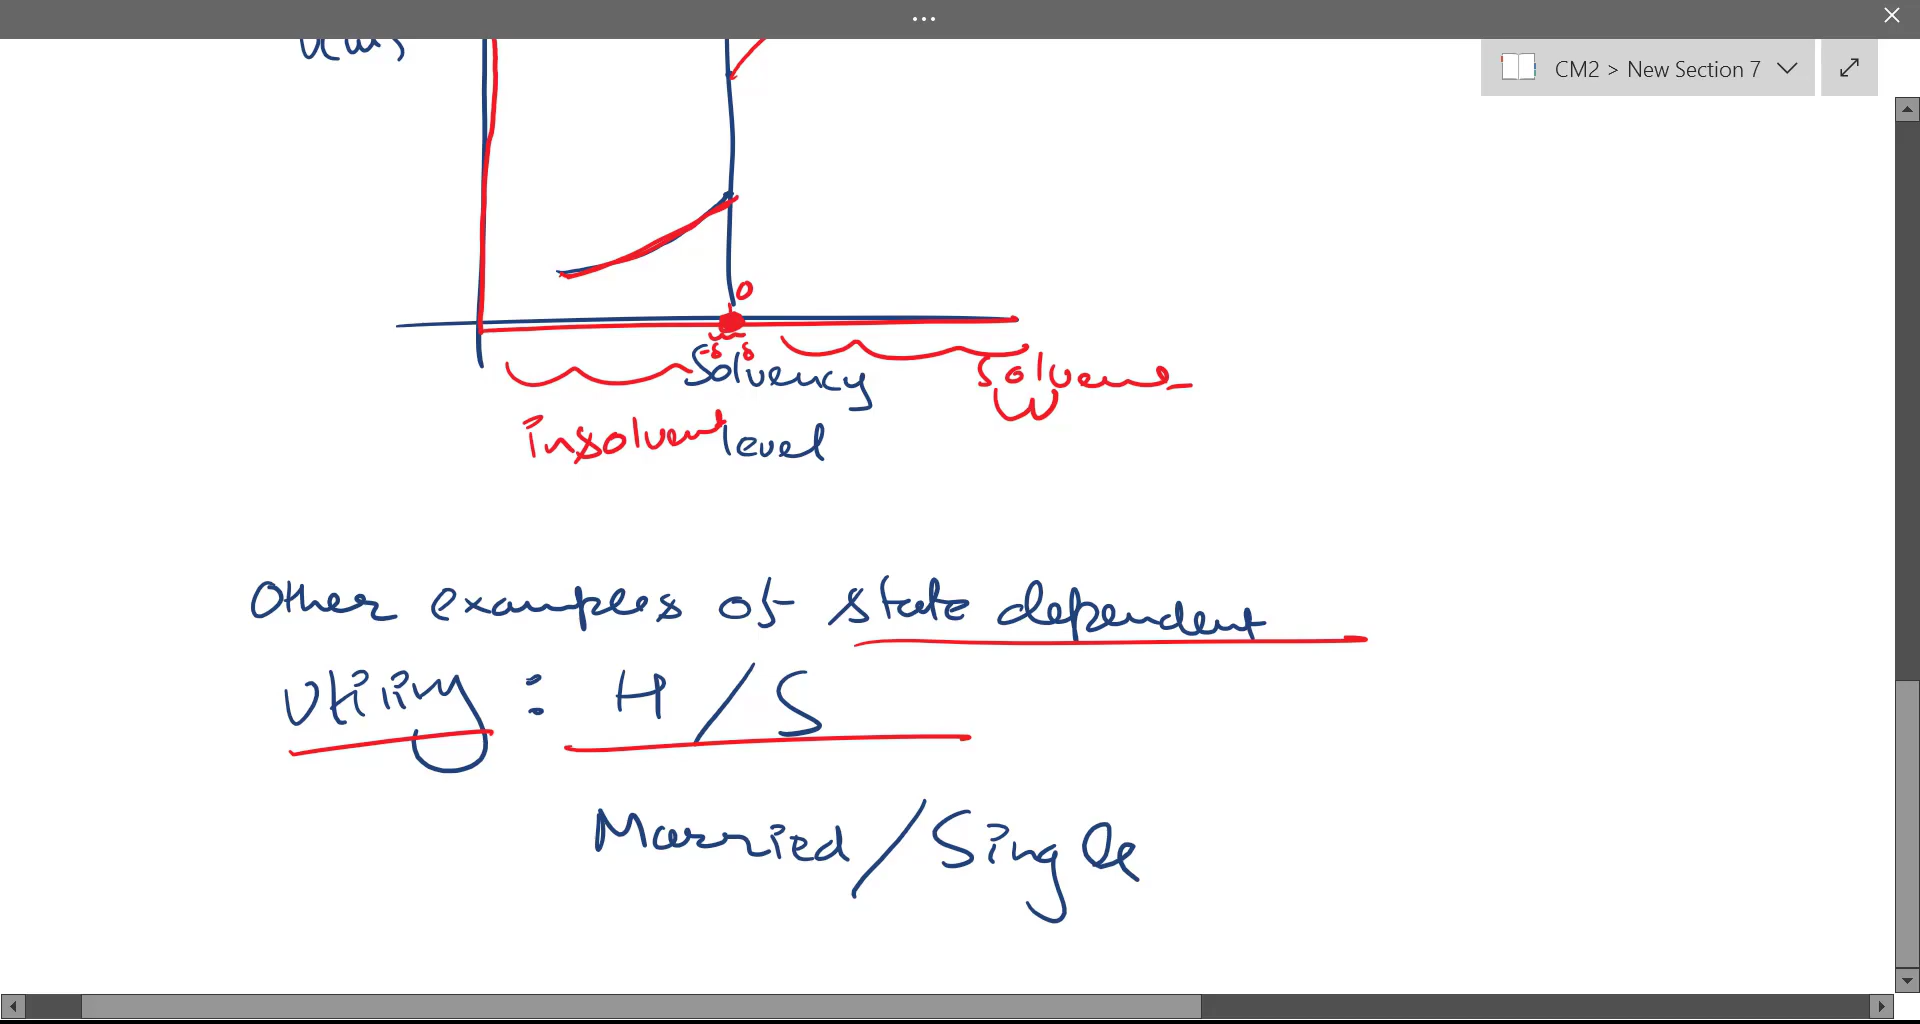 CM2 > New Section 7
U(w)
0
-δ δ
Solvency
Solvent
insolvent level
Other examples of state dependent
Utility : H / S
Married / Single